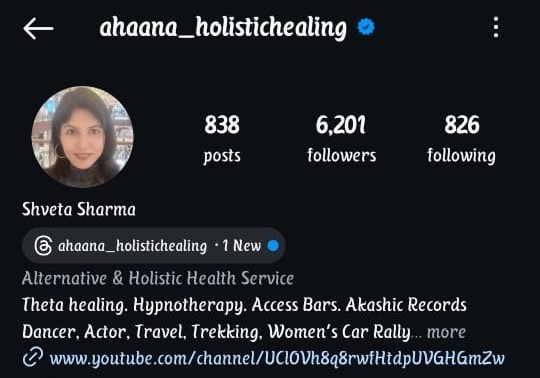 ahaana_holistichealing
838 6,201 826
posts followers following
Shveta Sharma
ahaana_holistichealing · 1 New
Alternative & Holistic Health Service
Theta healing. Hypnotherapy. Access Bars. Akashic Records
Dancer, Actor, Travel, Trekking, Women's Car Rally... more
www.youtube.com/channel/UCl0Vh8q8rwfHtdpUVGHGmZw